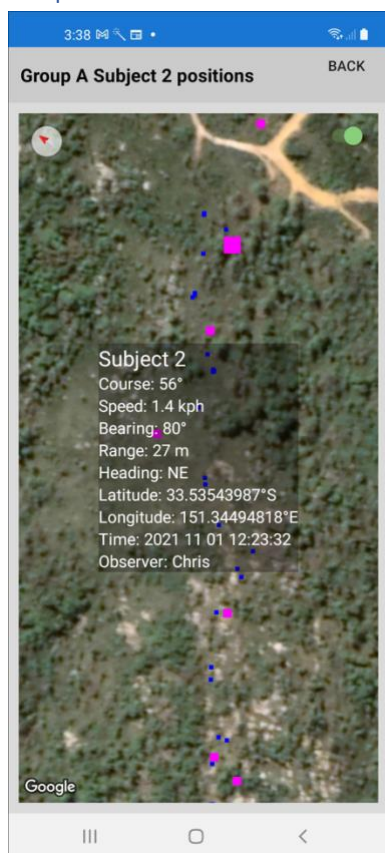 3:38
Group A Subject 2 positions
BACK
Subject 2
Course: 56°
Speed: 1.4 kph
Bearing: 80°
Range: 27 m
Heading: NE
Latitude: 33.53543987°S
Longitude: 151.34494818°E
Time: 2021 11 01 12:23:32
Observer: Chris
Google